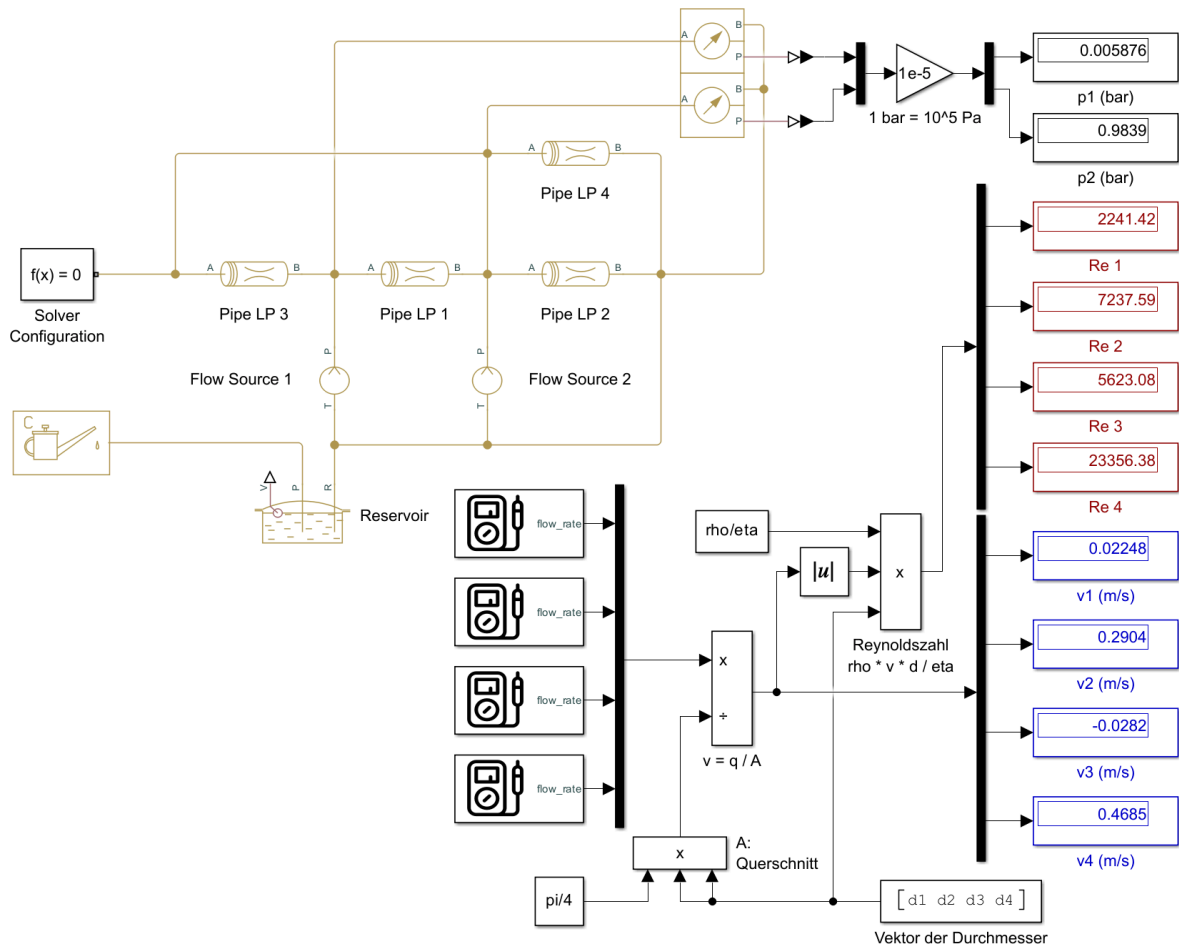 A
B
P
A
B
P
1e-5
1 bar = 10^5 Pa
0.005876
p1 (bar)
0.9839
p2 (bar)
A
B
Pipe LP 4
f(x) = 0
Solver
Configuration
A
B
Pipe LP 3
A
B
Pipe LP 1
A
B
Pipe LP 2
2241.42
Re 1
7237.59
Re 2
5623.08
Re 3
23356.38
Re 4
P
Flow Source 1
T
P
Flow Source 2
T
C
V
P
R
Reservoir
flow_rate
flow_rate
flow_rate
flow_rate
rho/eta
|u|
x
Reynoldszahl
rho * v * d / eta
x
÷
v = q / A
0.02248
v1 (m/s)
0.2904
v2 (m/s)
-0.0282
v3 (m/s)
0.4685
v4 (m/s)
x
A:
Querschnitt
pi/4
[d1 d2 d3 d4]
Vektor der Durchmesser